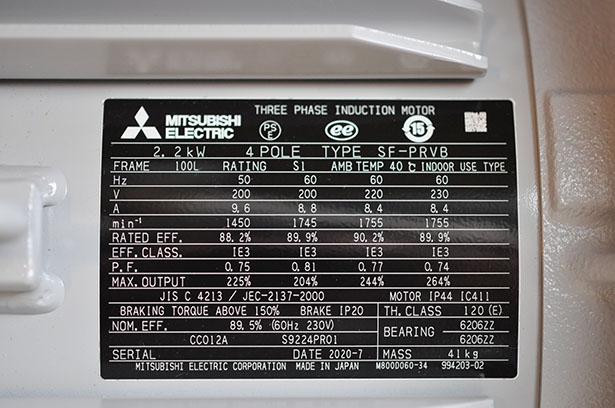 MITSUBISHI ELECTRIC
THREE PHASE INDUCTION MOTOR
PS E
ee
15
2.2kW 4 POLE TYPE SF-PRVB
FRAME 100L RATING S1 AMB TEMP 40℃ INDOOR USE TYPE
Hz 50 60 60 60
V 200 200 220 230
A 9.6 8.8 8.4 8.4
min⁻¹ 1450 1745 1755 1755
RATED EFF. 88.2% 89.9% 90.2% 89.9%
EFF. CLASS. IE3 IE3 IE3 IE3
P.F. 0.75 0.81 0.77 0.74
MAX. OUTPUT 225% 204% 244% 264%
JIS C 4213 / JEC-2137-2000 MOTOR IP44 IC411
BRAKING TORQUE ABOVE 150% BRAKE IP20 TH. CLASS 120(E)
NOM. EFF. 89.5% (60Hz 230V) BEARING 6206ZZ
CC012A S9224PR01 6206ZZ
SERIAL DATE 2020-7 MASS 41kg
MITSUBISHI ELECTRIC CORPORATION MADE IN JAPAN M800D060-34 994203-02